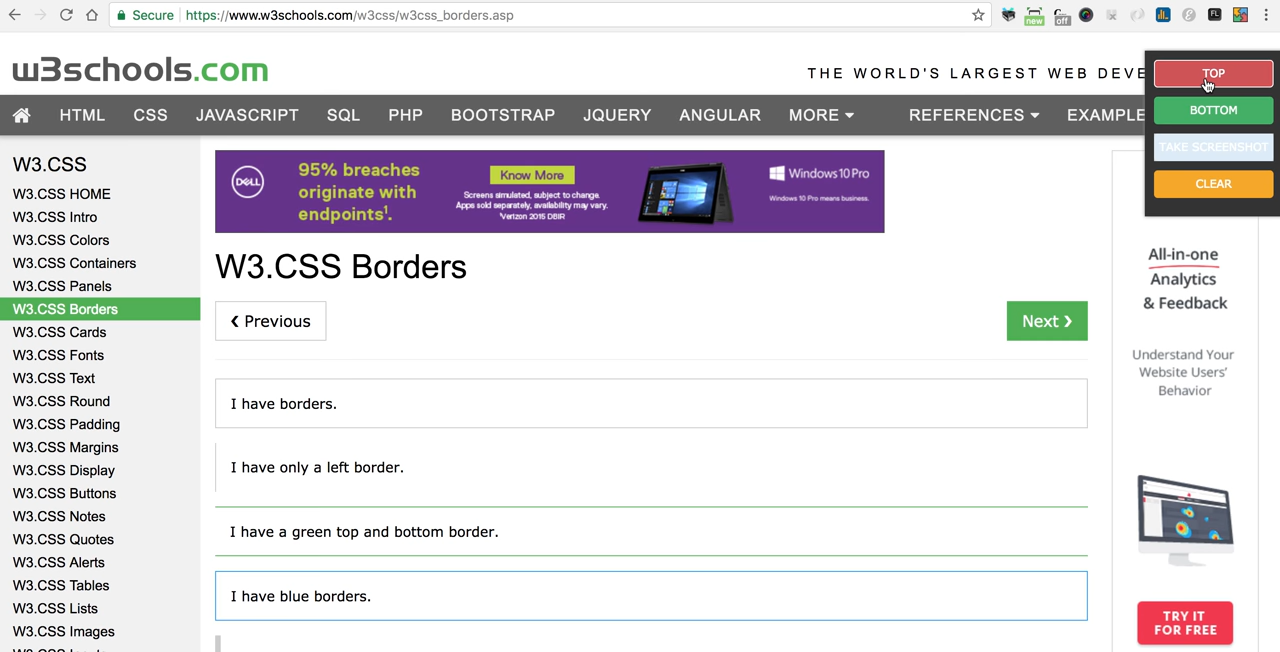 Secure https://www.w3schools.com/w3css/w3css_borders.asp
new
off
FL
w3schools.com
THE WORLD'S LARGEST WEB DEVE
TOP
BOTTOM
TAKE SCREENSHOT
CLEAR
HTML CSS JAVASCRIPT SQL PHP BOOTSTRAP JQUERY ANGULAR MORE REFERENCES EXAMPLE
W3.CSS
W3.CSS HOME
W3.CSS Intro
W3.CSS Colors
W3.CSS Containers
W3.CSS Panels
W3.CSS Borders
W3.CSS Cards
W3.CSS Fonts
W3.CSS Text
W3.CSS Round
W3.CSS Padding
W3.CSS Margins
W3.CSS Display
W3.CSS Buttons
W3.CSS Notes
W3.CSS Quotes
W3.CSS Alerts
W3.CSS Tables
W3.CSS Lists
W3.CSS Images
DELL
95% breaches
originate with
endpoints¹.
Know More
Screens simulated, subject to change.
Apps sold separately, availability may vary.
¹Verizon 2015 DBIR
Windows 10 Pro
Windows 10 Pro means business.
W3.CSS Borders
❮ Previous
Next ❯
I have borders.
I have only a left border.
I have a green top and bottom border.
I have blue borders.
All-in-one
Analytics
& Feedback
Understand Your
Website Users'
Behavior
TRY IT
FOR FREE